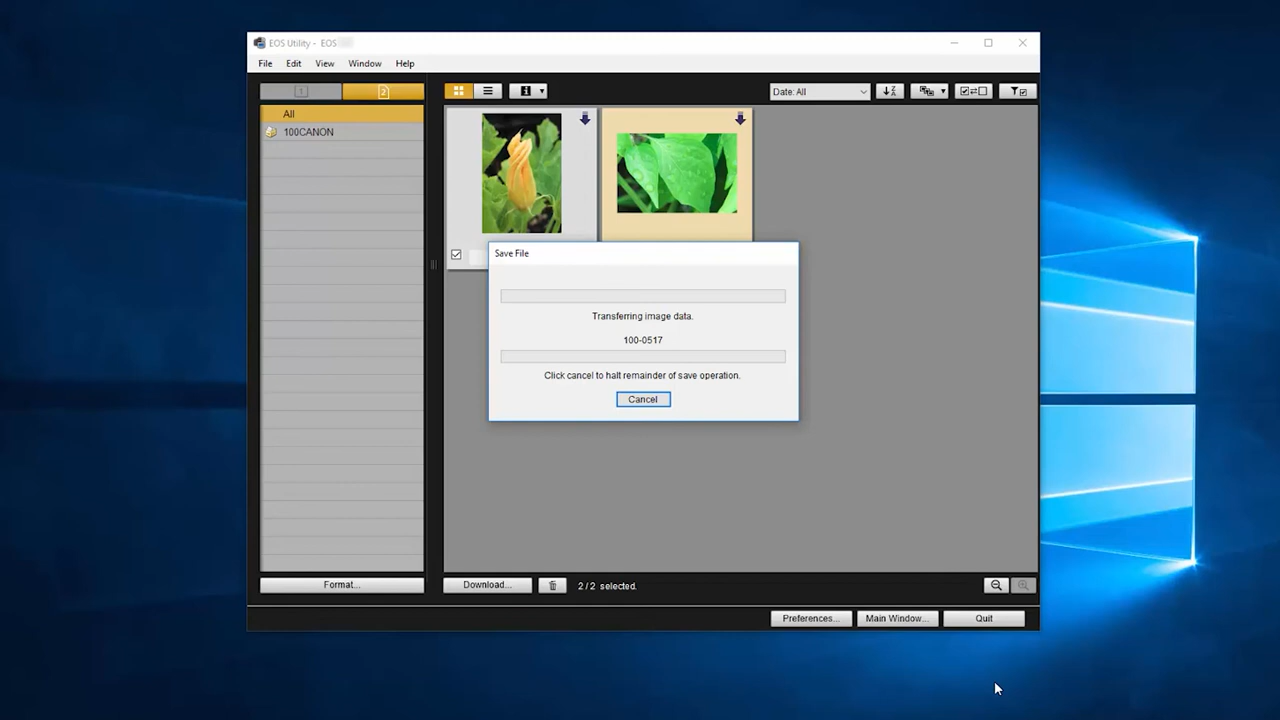 EOS Utility - EOS
File Edit View Window Help
1 2
Date: All
All
100CANON
Save File
Transferring image data.
100-0517
Click cancel to halt remainder of save operation.
Cancel
Format...
Download...
2 / 2 selected.
Preferences...
Main Window...
Quit